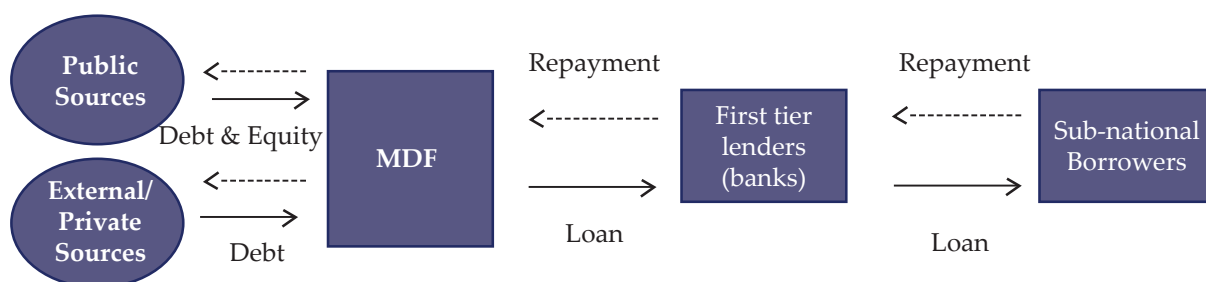 Public
Sources
Debt & Equity
External/
Private
Sources
Debt
MDF
Repayment
Loan
First tier
lenders
(banks)
Repayment
Loan
Sub-national
Borrowers